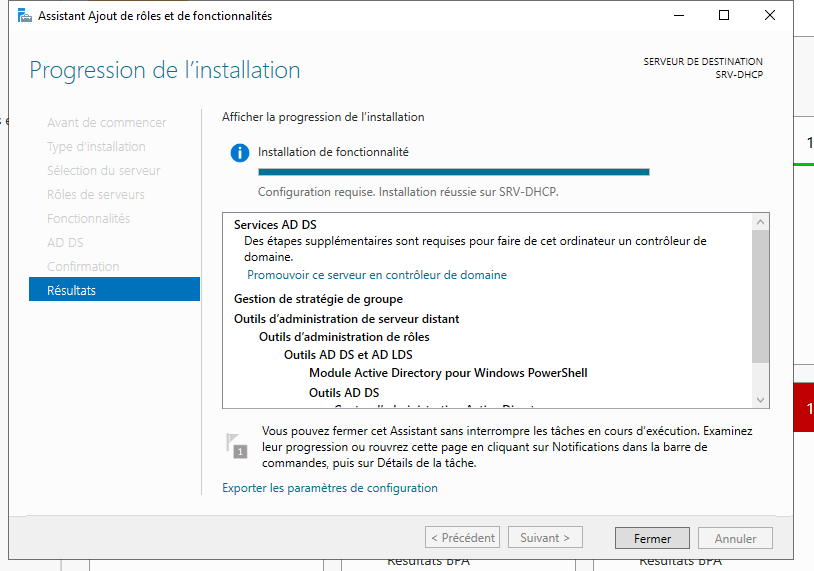 Assistant Ajout de rôles et de fonctionnalités
Progression de l'installation
SERVEUR DE DESTINATION
SRV-DHCP
Avant de commencer
Type d'installation
Sélection du serveur
Rôles de serveurs
Fonctionnalités
AD DS
Confirmation
Résultats
Afficher la progression de l'installation
Installation de fonctionnalité
Configuration requise. Installation réussie sur SRV-DHCP.
Services AD DS
Des étapes supplémentaires sont requises pour faire de cet ordinateur un contrôleur de
domaine.
Promouvoir ce serveur en contrôleur de domaine
Gestion de stratégie de groupe
Outils d'administration de serveur distant
Outils d'administration de rôles
Outils AD DS et AD LDS
Module Active Directory pour Windows PowerShell
Outils AD DS
1
Vous pouvez fermer cet Assistant sans interrompre les tâches en cours d'exécution. Examinez
leur progression ou rouvrez cette page en cliquant sur Notifications dans la barre de
commandes, puis sur Détails de la tâche.
Exporter les paramètres de configuration
< Précédent
Suivant >
Fermer
Annuler
1
1
Résultats BPA
Résultats BPA